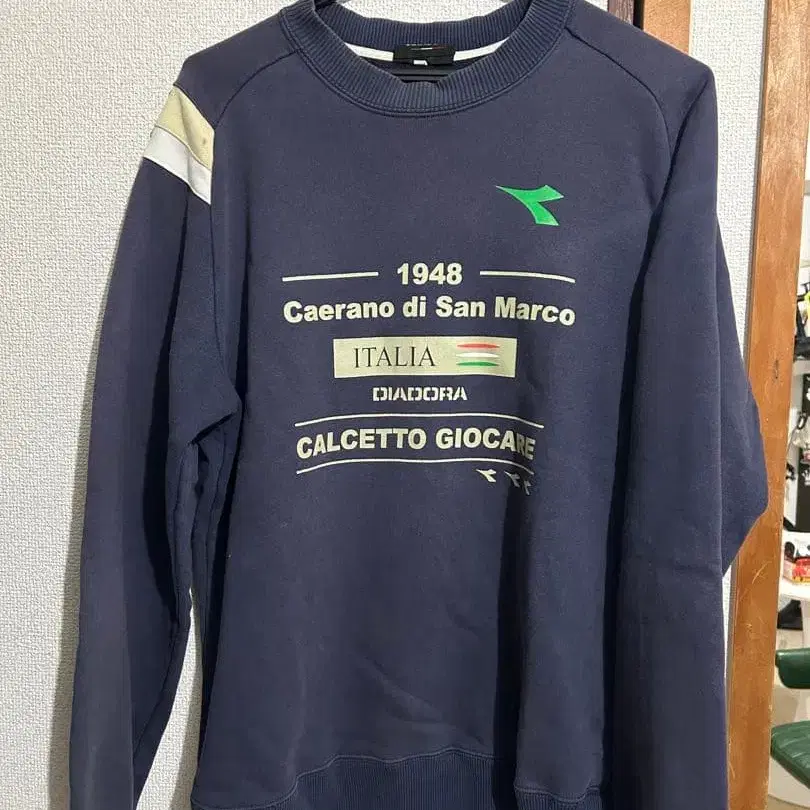 1948
Caerano di San Marco
ITALIA
DIADORA
CALCETTO GIOCARE